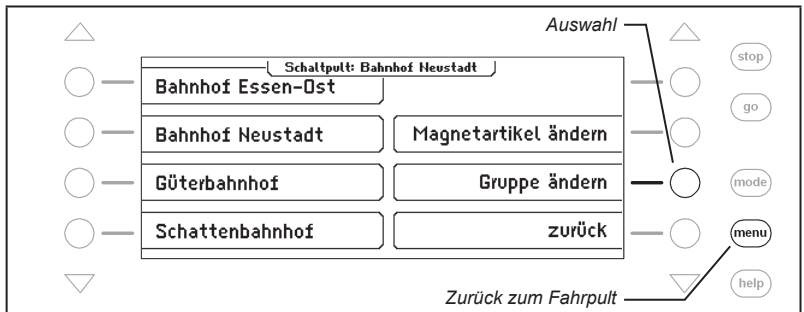 Auswahl
stop
Schaltpult: Bahnhof Neustadt
Bahnhof Essen-Ost
go
Bahnhof Neustadt
Magnetartikel ändern
Güterbahnhof
Gruppe ändern
mode
Schattenbahnhof
zurück
menu
help
Zurück zum Fahrpult